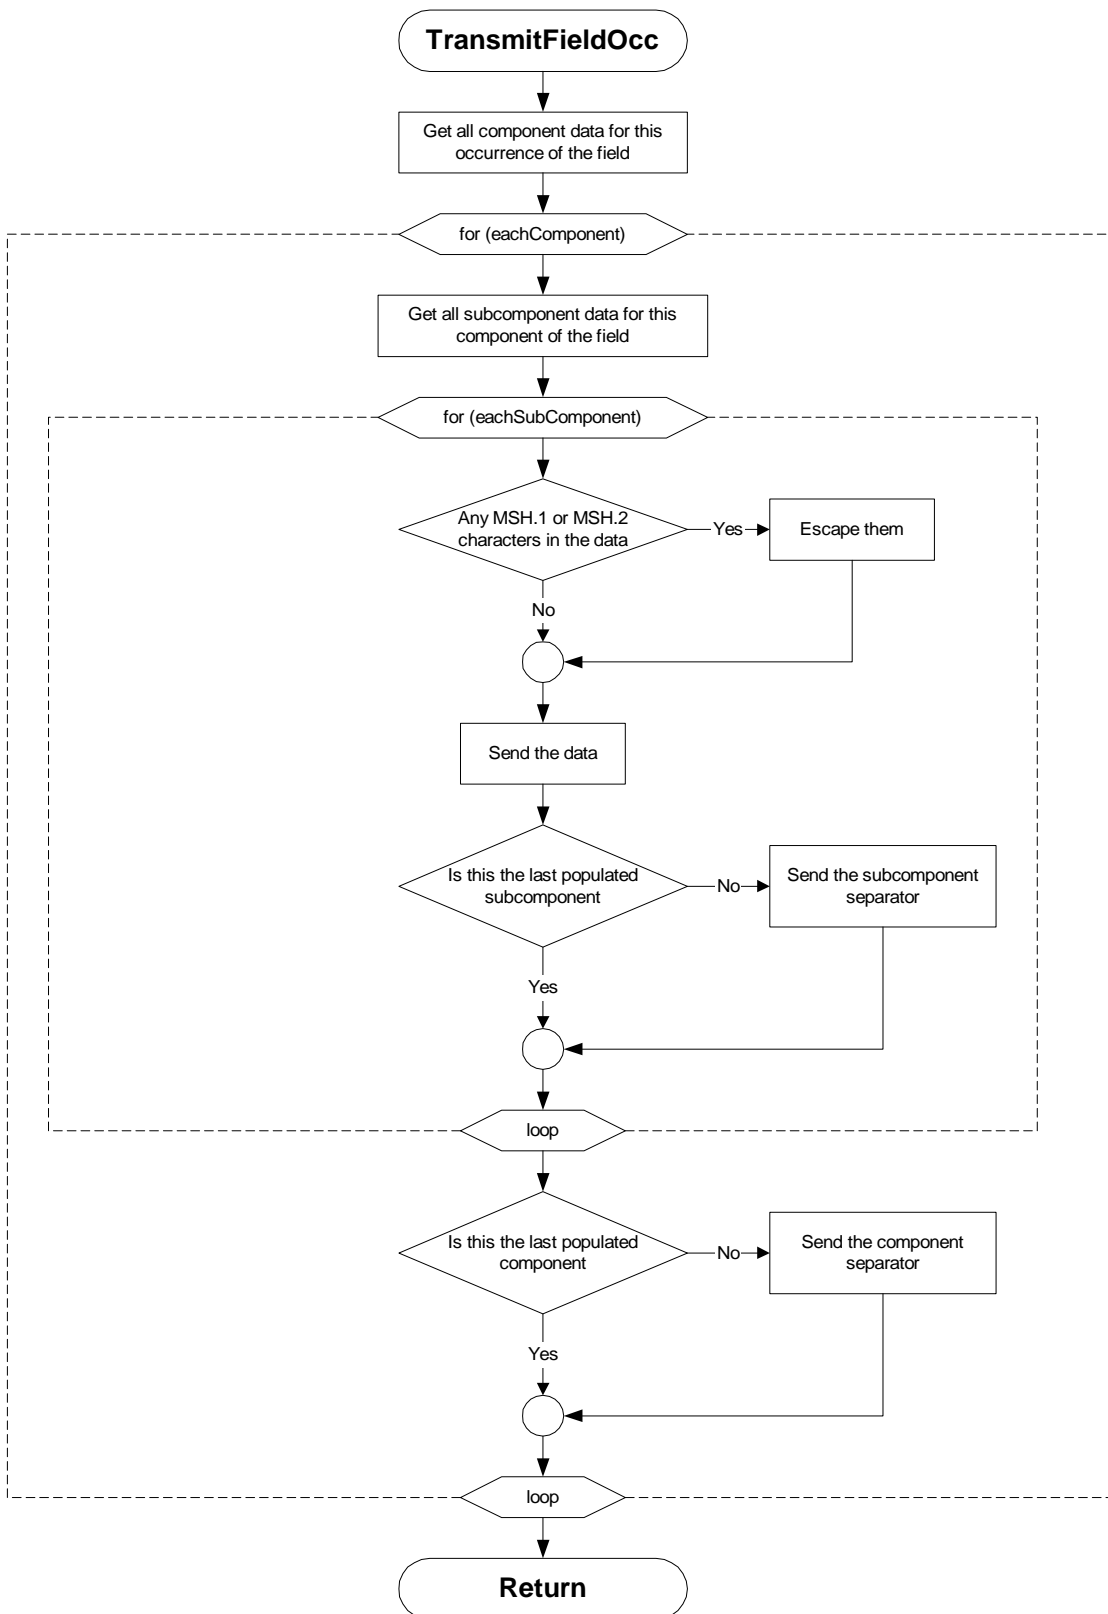 TransmitFieldOcc
Get all component data for this
occurrence of the field
for (eachComponent)
Get all subcomponent data for this
component of the field
for (eachSubComponent)
Any MSH.1 or MSH.2
characters in the data
Yes
Escape them
No
Send the data
Is this the last populated
subcomponent
No
Send the subcomponent
separator
Yes
loop
Is this the last populated
component
No
Send the component
separator
Yes
loop
Return